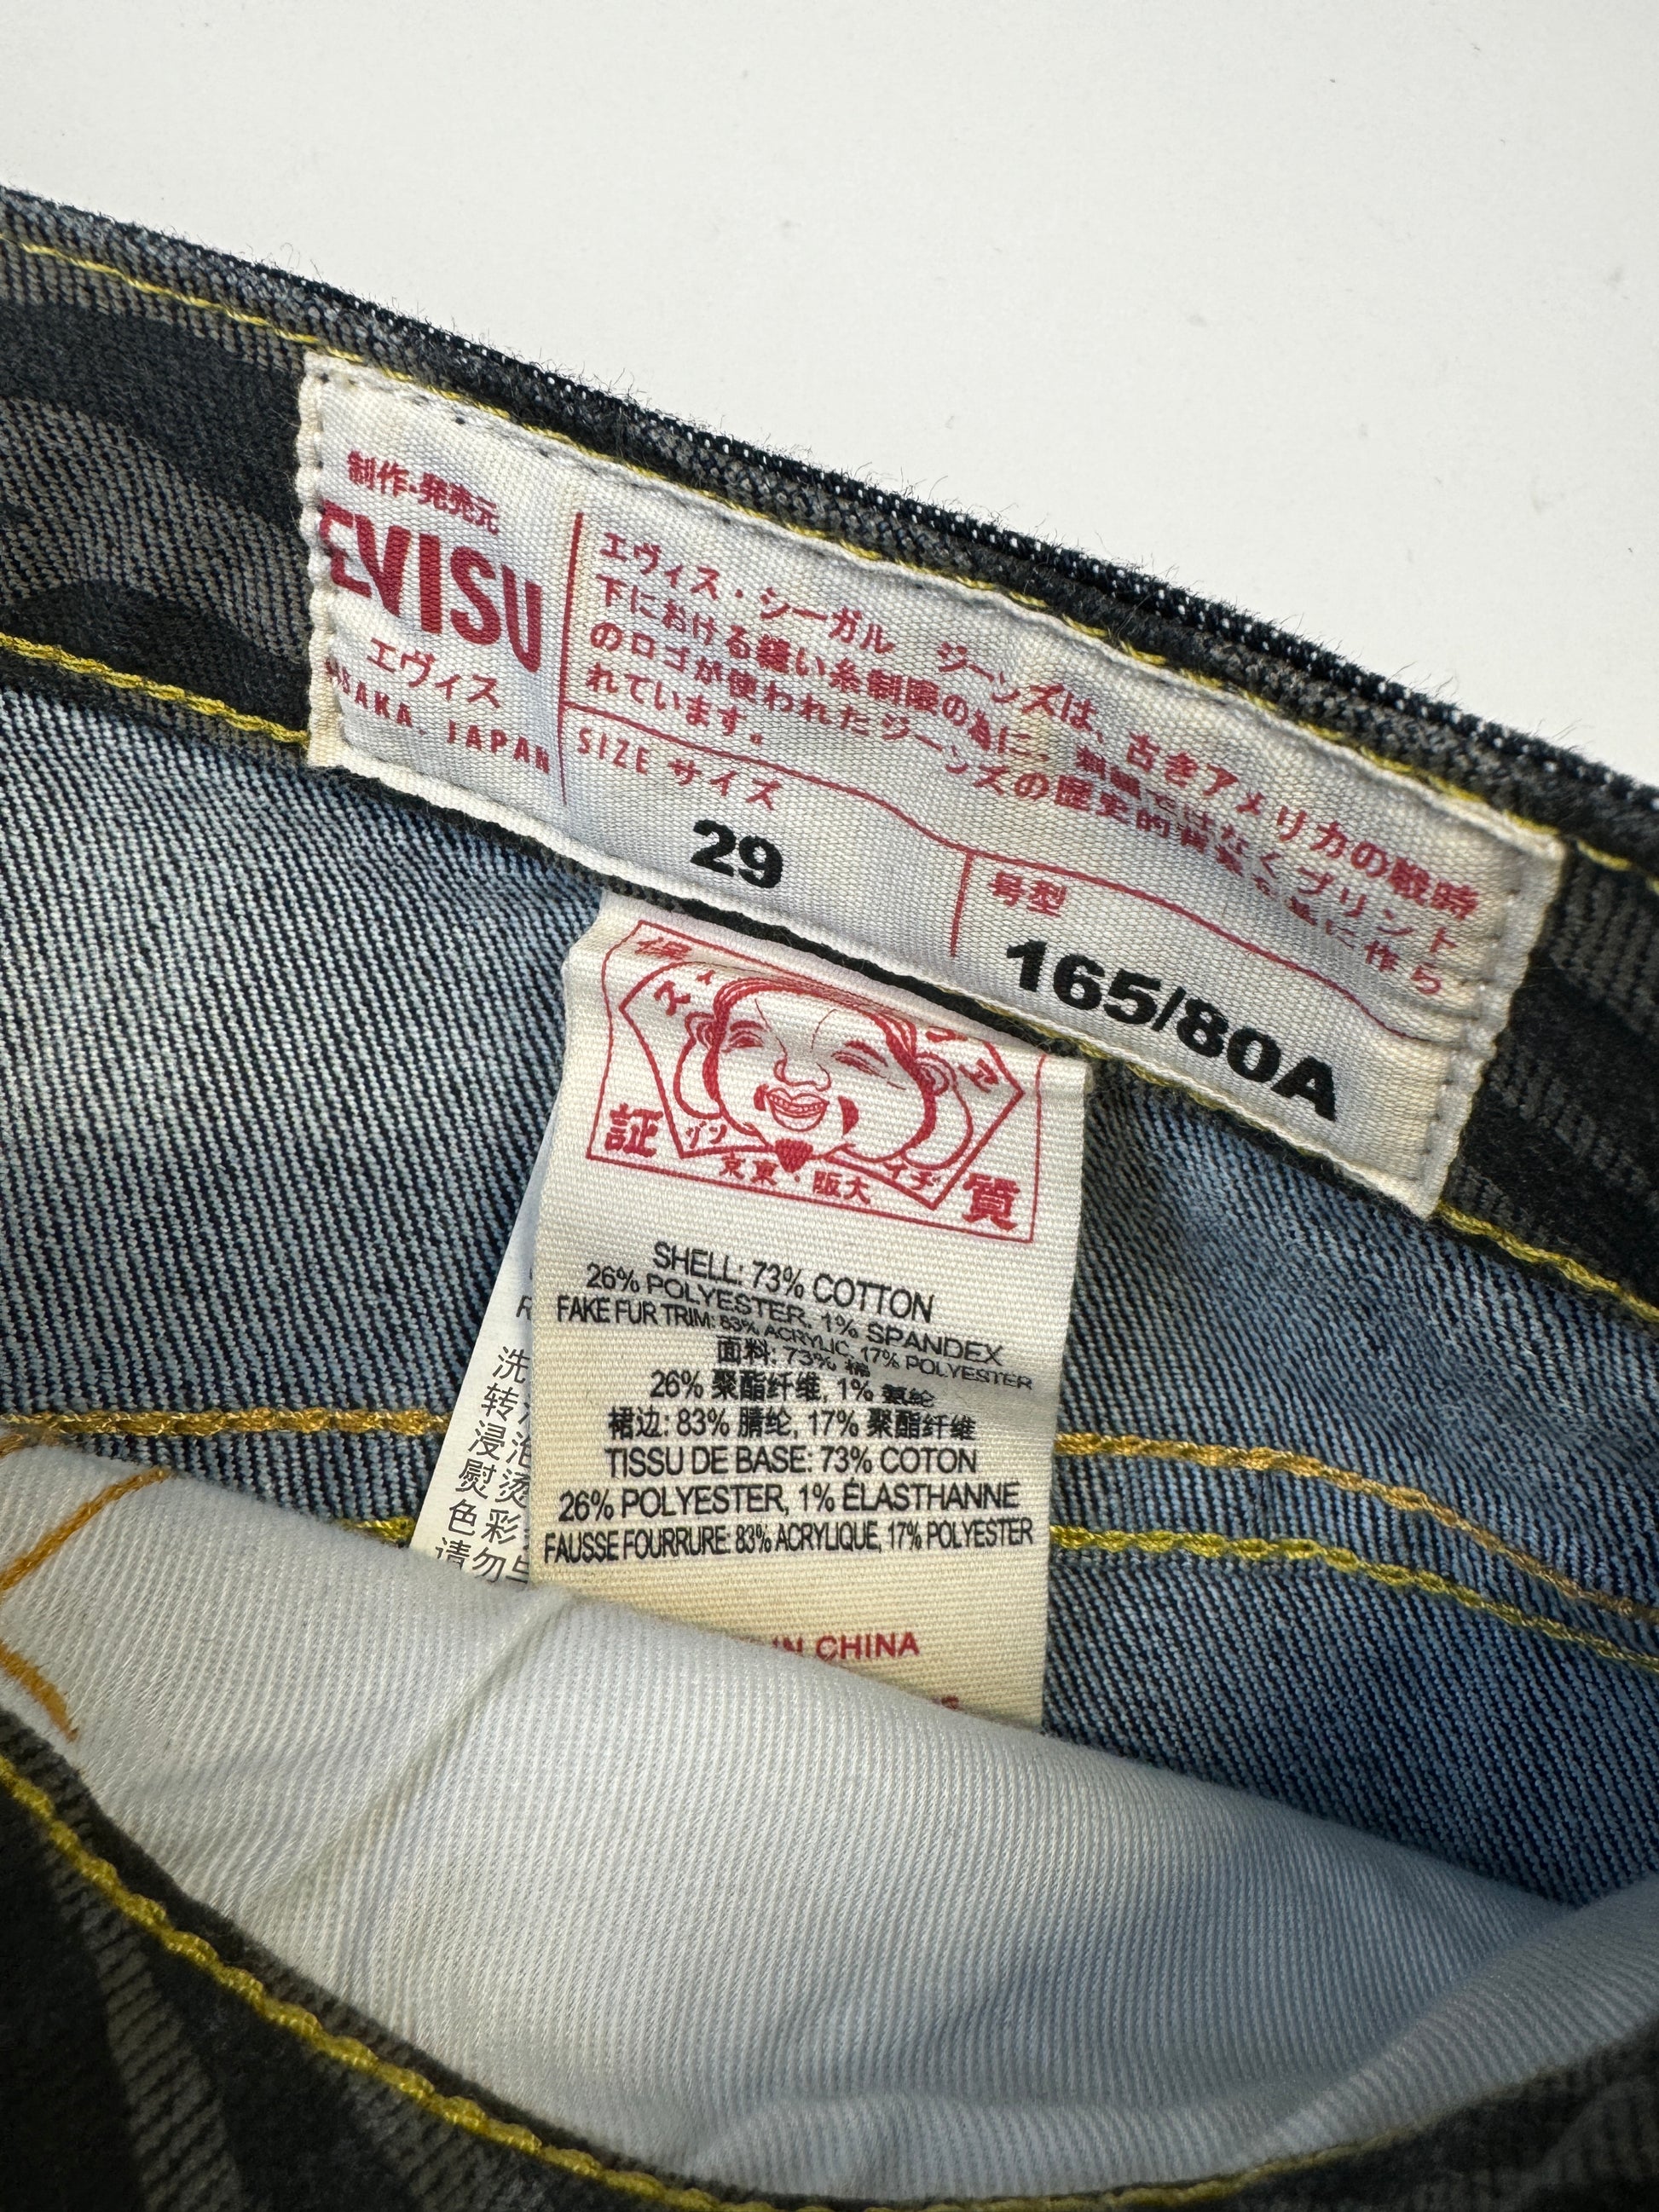 制作・発売元
EVISU
エヴィス
OSAKA, JAPAN
エヴィス・シーガル ジーンズは、古きアメリカの戦時
下における縫い糸制限の為に、刺繍ではなくプリント
のロゴが使われたジーンズの歴史的背景を基に作ら
れています。
SIZE サイズ
29
号型
165/80A
証
質
京東・阪大
SHELL: 73% COTTON
26% POLYESTER, 1% SPANDEX
FAKE FUR TRIM: 83% ACRYLIC, 17% POLYESTER
面料: 73% 棉
26% 聚酯纤维, 1% 氨纶
裙边: 83% 腈纶, 17% 聚酯纤维
TISSU DE BASE: 73% COTON
26% POLYESTER, 1% ÉLASTHANNE
FAUSSE FOURRURE: 83% ACRYLIQUE, 17% POLYESTER
IN CHINA
洗
转
浸泡
熨烫
色彩
请勿与